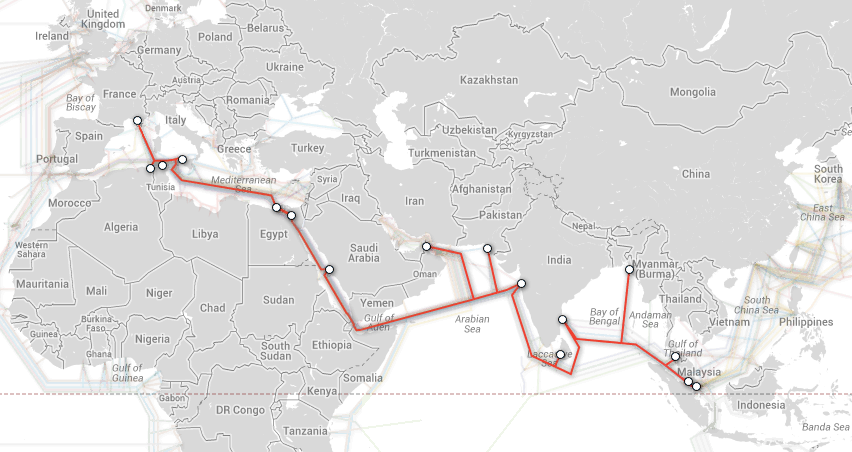 Denmark
United
Kingdom
Ireland
Poland
Belarus
Germany
Ukraine
Kazakhstan
Austria
France
Bay of
Biscay
Romania
Mongolia
Italy
Uzbekistan
Kyrgyzstan
Spain
Greece
Turkey
Turkmenistan
Portugal
China
South
Korea
Tunisia
Mediterranean
Sea
Syria
Afghanistan
Iraq
Iran
Morocco
Pakistan
East
China Sea
Algeria
Libya
Egypt
Nepal
Western
Sahara
Saudi
Arabia
India
Myanmar
(Burma)
Oman
Mauritania
Mali
Niger
Chad
Sudan
Yemen
Thailand
South
China Sea
Gulf of
Aden
Arabian
Sea
Bay of
Bengal
Andaman
Sea
Vietnam
Philippines
Burkina
Faso
Guinea
Nigeria
Ghana
Ethiopia
South
Sudan
Gulf of
Thailand
Laccadive
Sea
Gulf of
Guinea
Somalia
Malaysia
Kenya
Gabon
DR Congo
Indonesia
Tanzania
Banda Sea